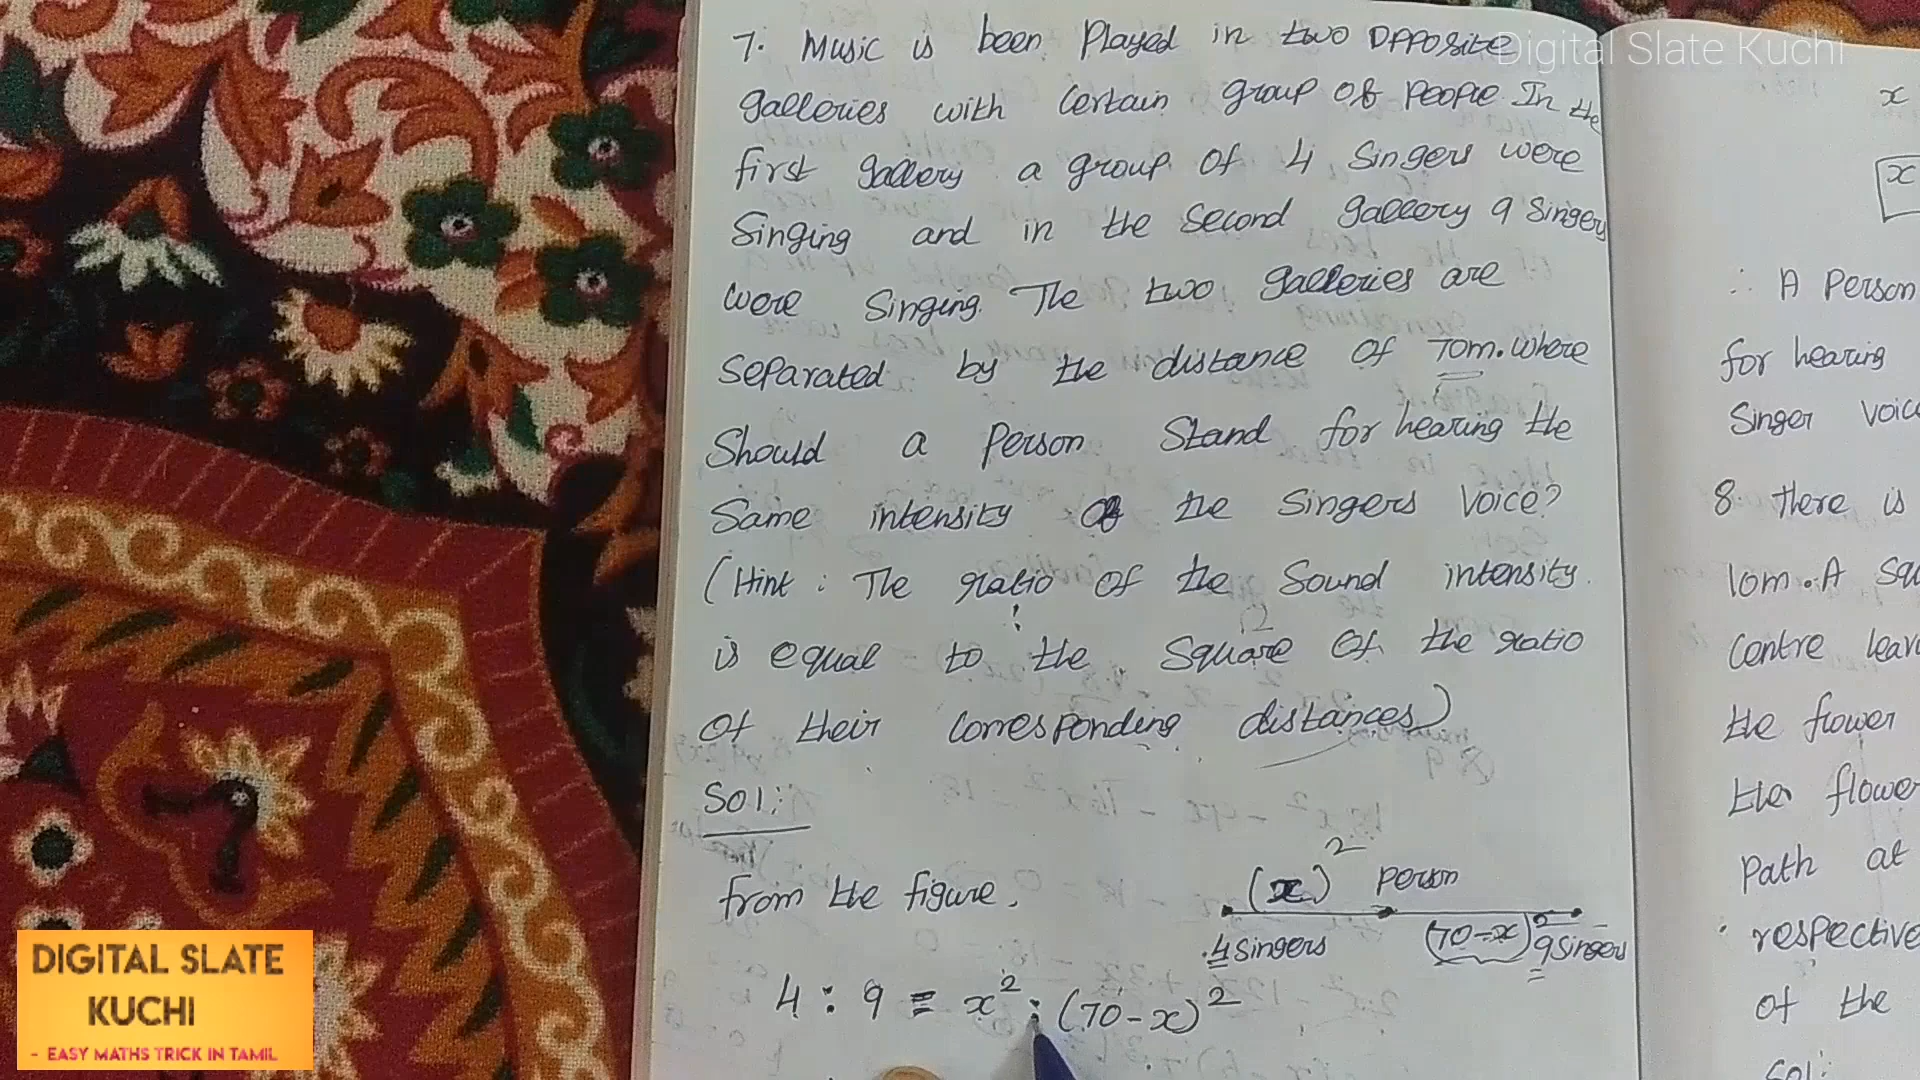 Digital Slate Kuchi
7. Music is been Played in two opposite
galleries with Certain group of people. In the
first gallery a group of 4 Singers were
Singing and in the Second gallery 9 Singers
were Singing. The two galleries are
Separated by the distance of 70m. where
Should a Person Stand for hearing the
Same intensity of the Singers Voice?
(Hint : The ratio of the Sound intensity
is equal to the Square of the ratio
of their Corresponding distances)
Sol:
from the figure.
(x)² Person
4 Singers (70-x)² 9 Singers
4 : 9 = x² : (70-x)²
x
x
∴ A Person
for hearing
Singer voice
8. there is
10m. A
Centre
the flower
the flower
Path at
respective
of the
Sol:
DIGITAL SLATE
KUCHI
- EASY MATHS TRICK IN TAMIL